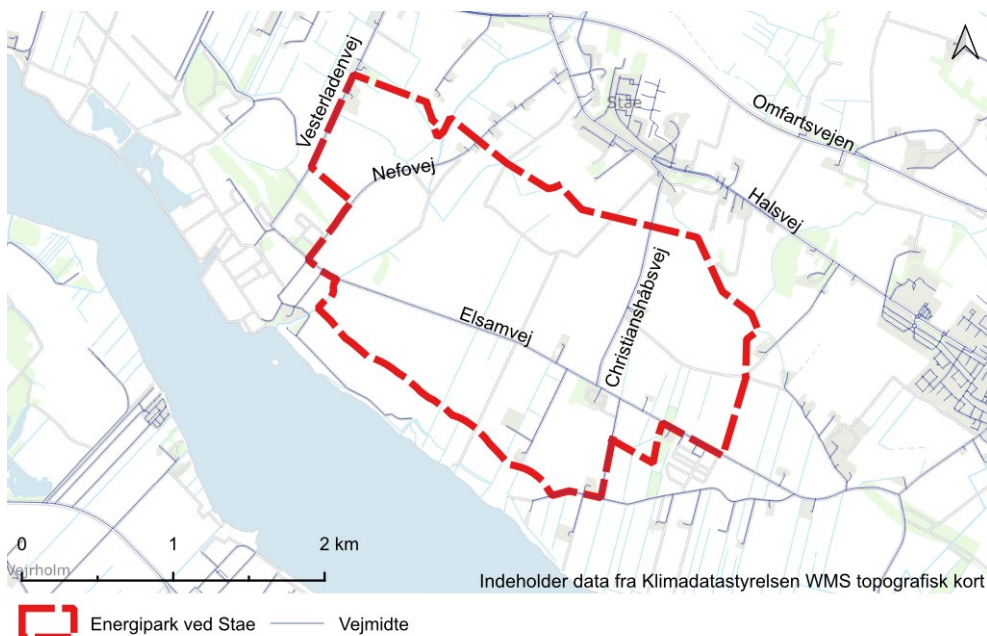 Vesterladenvej
Stae
Omfartsvejen
Nefovej
Halsvej
Elsamvej
Christianshåbsvej
0 1 2 km
Vejrholm
Indeholder data fra Klimadatastyrelsen WMS topografisk kort
Energipark ved Stae Vejmidte